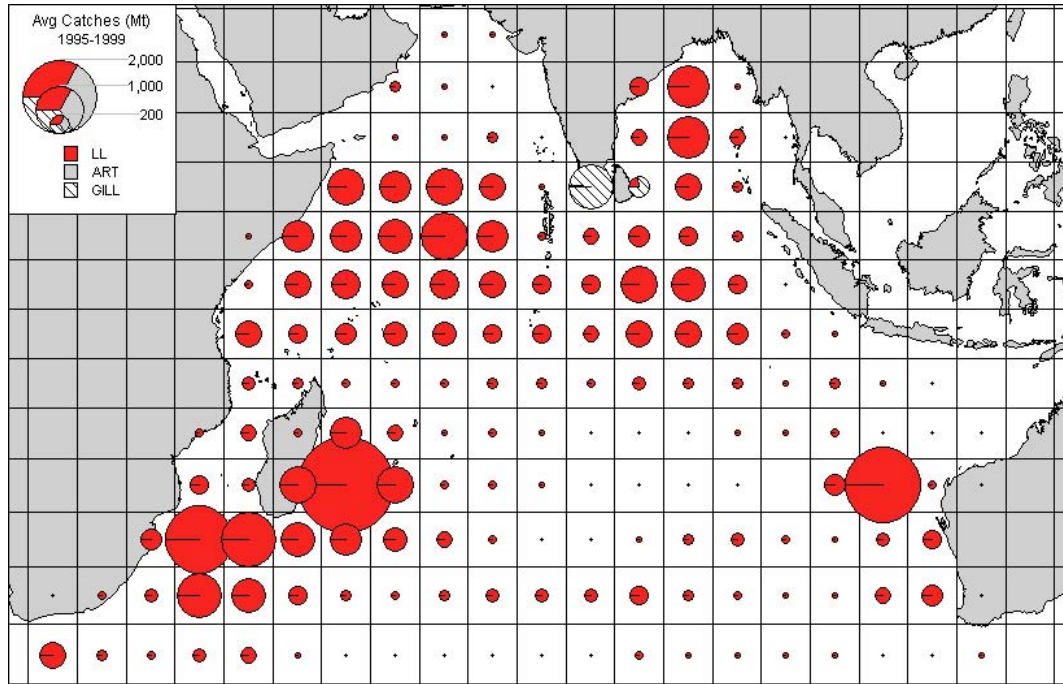 Avg Catches (Mt)
1995-1999
2,000
1,000
200
LL
ART
GILL